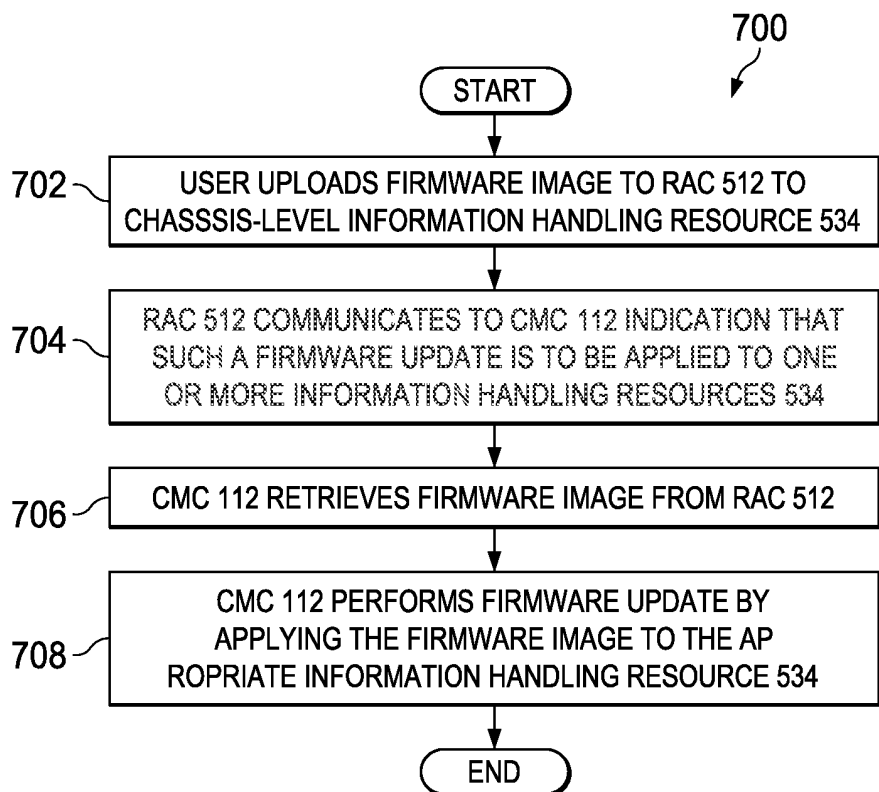 700
START
702
USER UPLOADS FIRMWARE IMAGE TO RAC 512 TO
CHASSSIS-LEVEL INFORMATION HANDLING RESOURCE 534
704
RAC 512 COMMUNICATES TO CMC 112 INDICATION THAT
SUCH A FIRMWARE UPDATE IS TO BE APPLIED TO ONE
OR MORE INFORMATION HANDLING RESOURCES 534
706
CMC 112 RETRIEVES FIRMWARE IMAGE FROM RAC 512
708
CMC 112 PERFORMS FIRMWARE UPDATE BY
APPLYING THE FIRMWARE IMAGE TO THE AP
ROPRIATE INFORMATION HANDLING RESOURCE 534
END